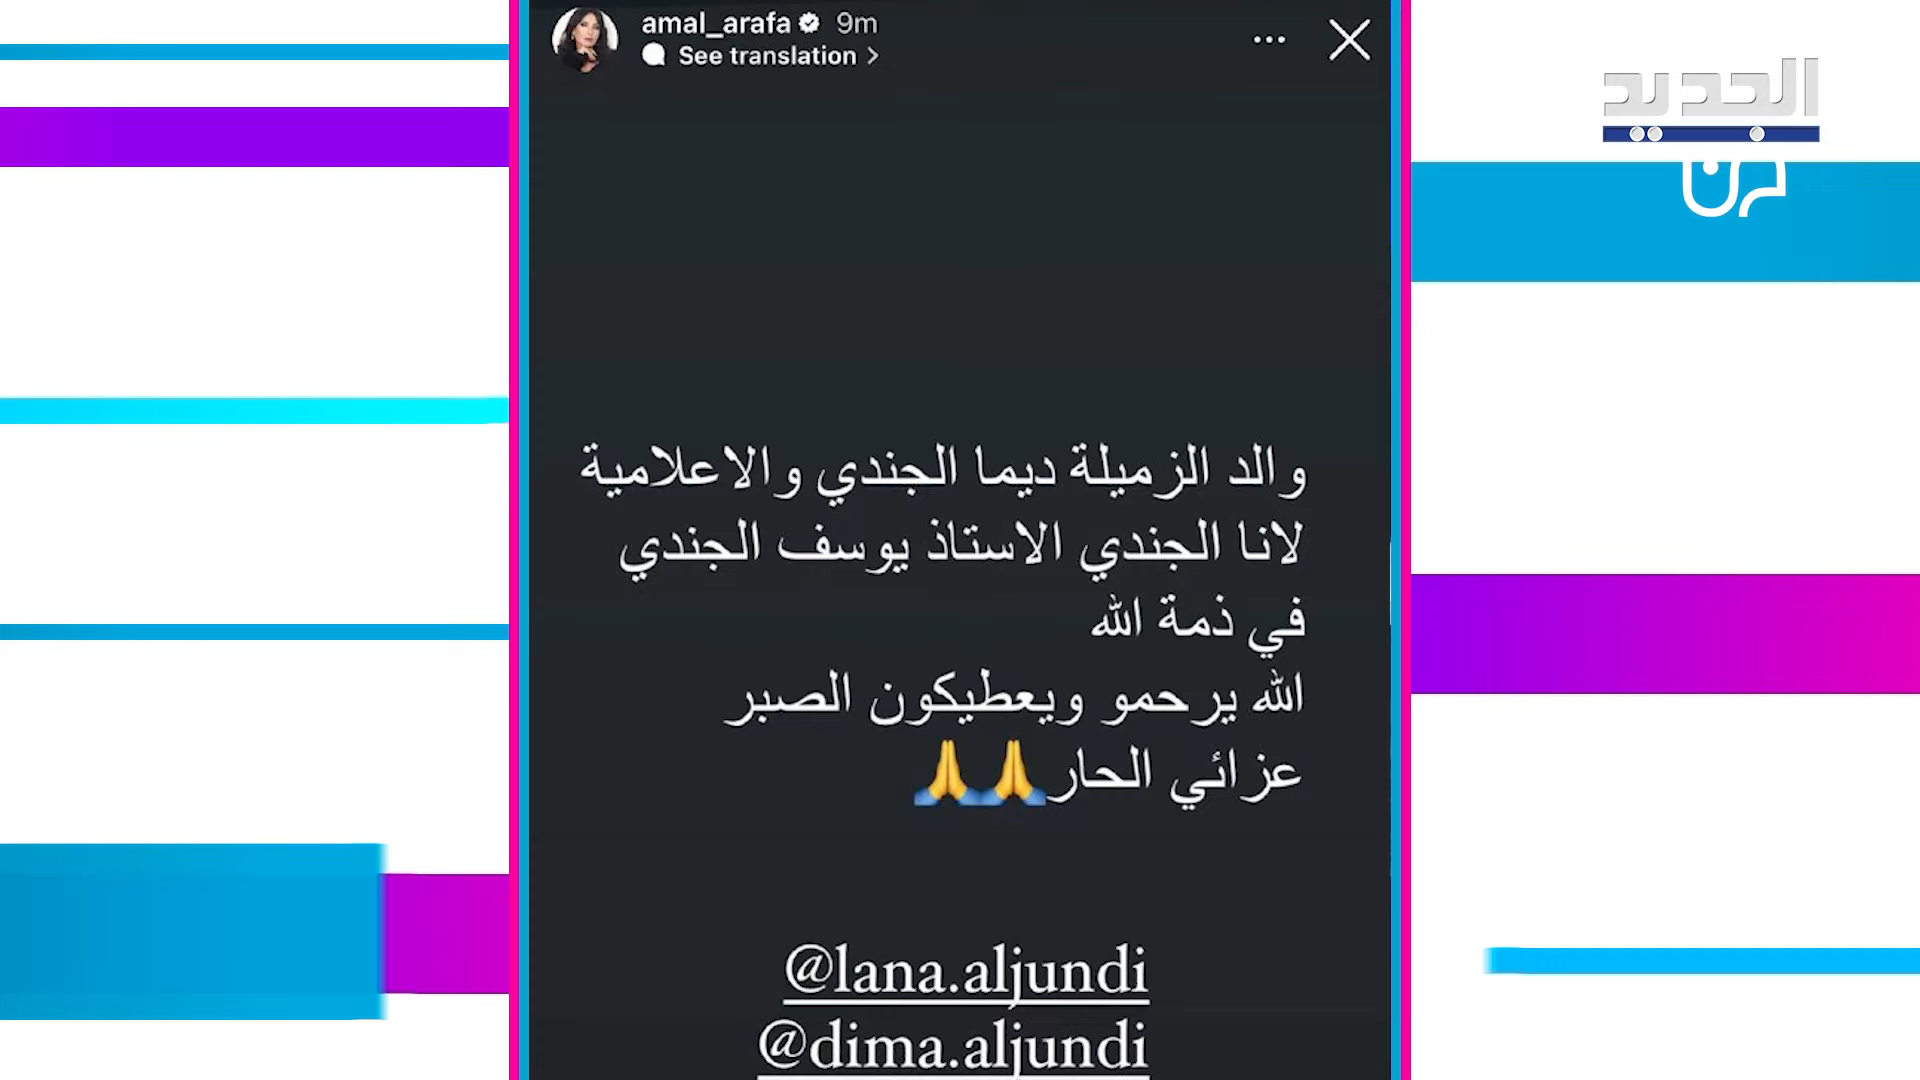 amal_arafa 9m
See translation
الجديد
والد الزميلة ديما الجندي والاعلامية
لانا الجندي الاستاذ يوسف الجندي
في ذمة الله
الله يرحمو ويعطيكون الصبر
عزائي الحار🙏🙏
@lana.aljundi
@dima.aljundi